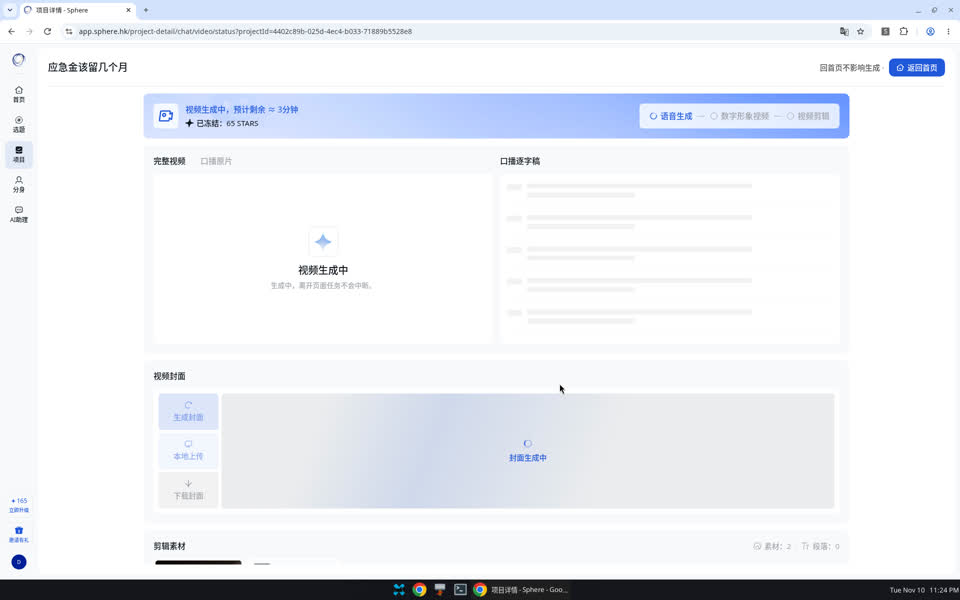 项目详情 - Sphere
app.sphere.hk/project-detail/chat/video/status?projectId=4402c89b-025d-4ec4-b033-71889b5528e8
首页
选题
项目
分身
AI助理
+ 165
立即升级
邀请有礼
D
应急金该留几个月
回首页不影响生成
返回首页
视频生成中，预计剩余 ≈ 3分钟
已冻结：65 STARS
语音生成
数字形象视频
视频剪辑
完整视频
口播原片
视频生成中
生成中，离开页面任务不会中断。
口播逐字稿
视频封面
生成封面
本地上传
下载封面
封面生成中
剪辑素材
素材：2
段落：0
项目详情 - Sphere - Goo...
Tue Nov 10
11:24 PM